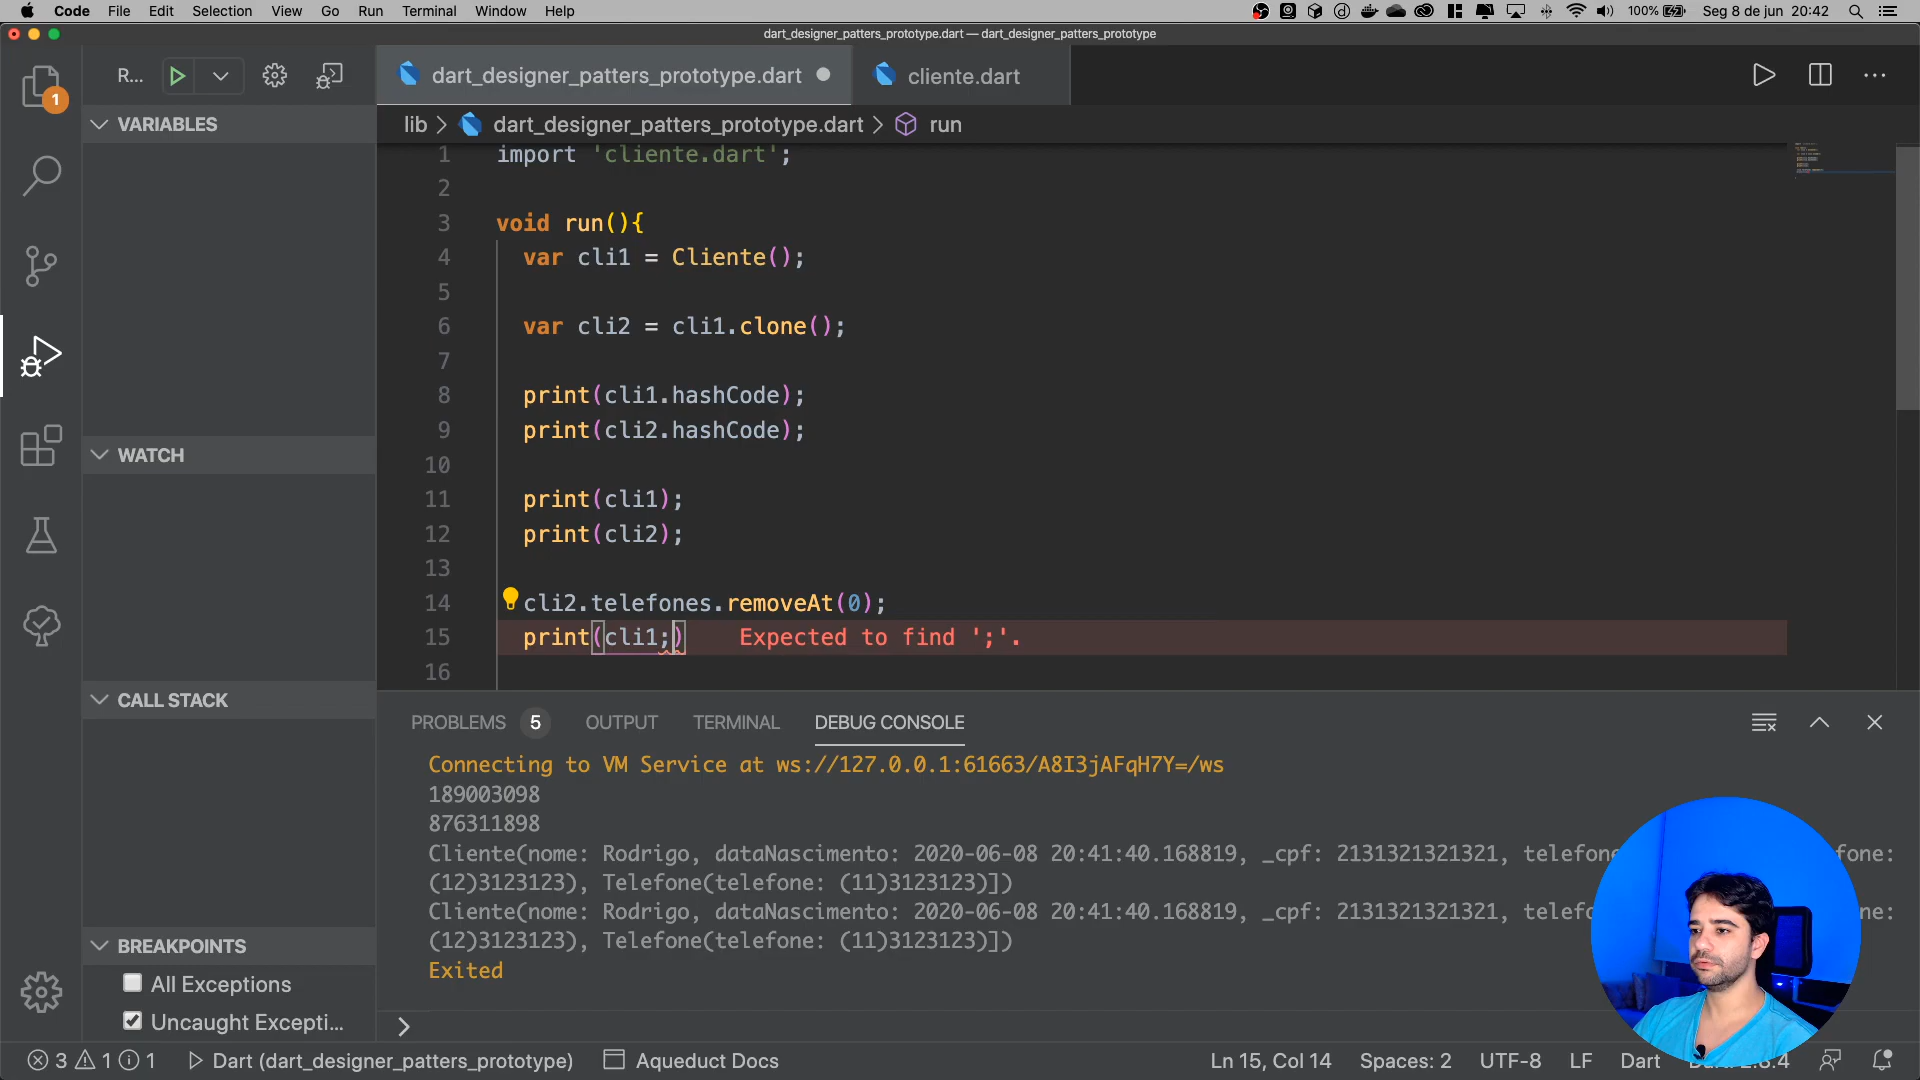 Code File Edit Selection View Go Run Terminal Window Help 100% Seg 8 de jun 20:42
dart_designer_patters_prototype.dart — dart_designer_patters_prototype
R...
dart_designer_patters_prototype.dart
cliente.dart
1
VARIABLES
lib > dart_designer_patters_prototype.dart > run
1 import 'cliente.dart';
2
3 void run(){
4 var cli1 = Cliente();
5
6 var cli2 = cli1.clone();
7
8 print(cli1.hashCode);
9 print(cli2.hashCode);
10
11 print(cli1);
12 print(cli2);
13
14 cli2.telefones.removeAt(0);
15 print(cli1;) Expected to find ';'.
16
WATCH
CALL STACK
BREAKPOINTS
All Exceptions
Uncaught Excepti...
PROBLEMS 5 OUTPUT TERMINAL DEBUG CONSOLE
Connecting to VM Service at ws://127.0.0.1:61663/A8I3jAFqH7Y=/ws
189003098
876311898
Cliente(nome: Rodrigo, dataNascimento: 2020-06-08 20:41:40.168819, _cpf: 2131321321321, telefone fone:
(12)3123123), Telefone(telefone: (11)3123123)])
Cliente(nome: Rodrigo, dataNascimento: 2020-06-08 20:41:40.168819, _cpf: 2131321321321, telefo ne:
(12)3123123), Telefone(telefone: (11)3123123)])
Exited
>
3 1 1 Dart (dart_designer_patters_prototype) Aqueduct Docs Ln 15, Col 14 Spaces: 2 UTF-8 LF Dart